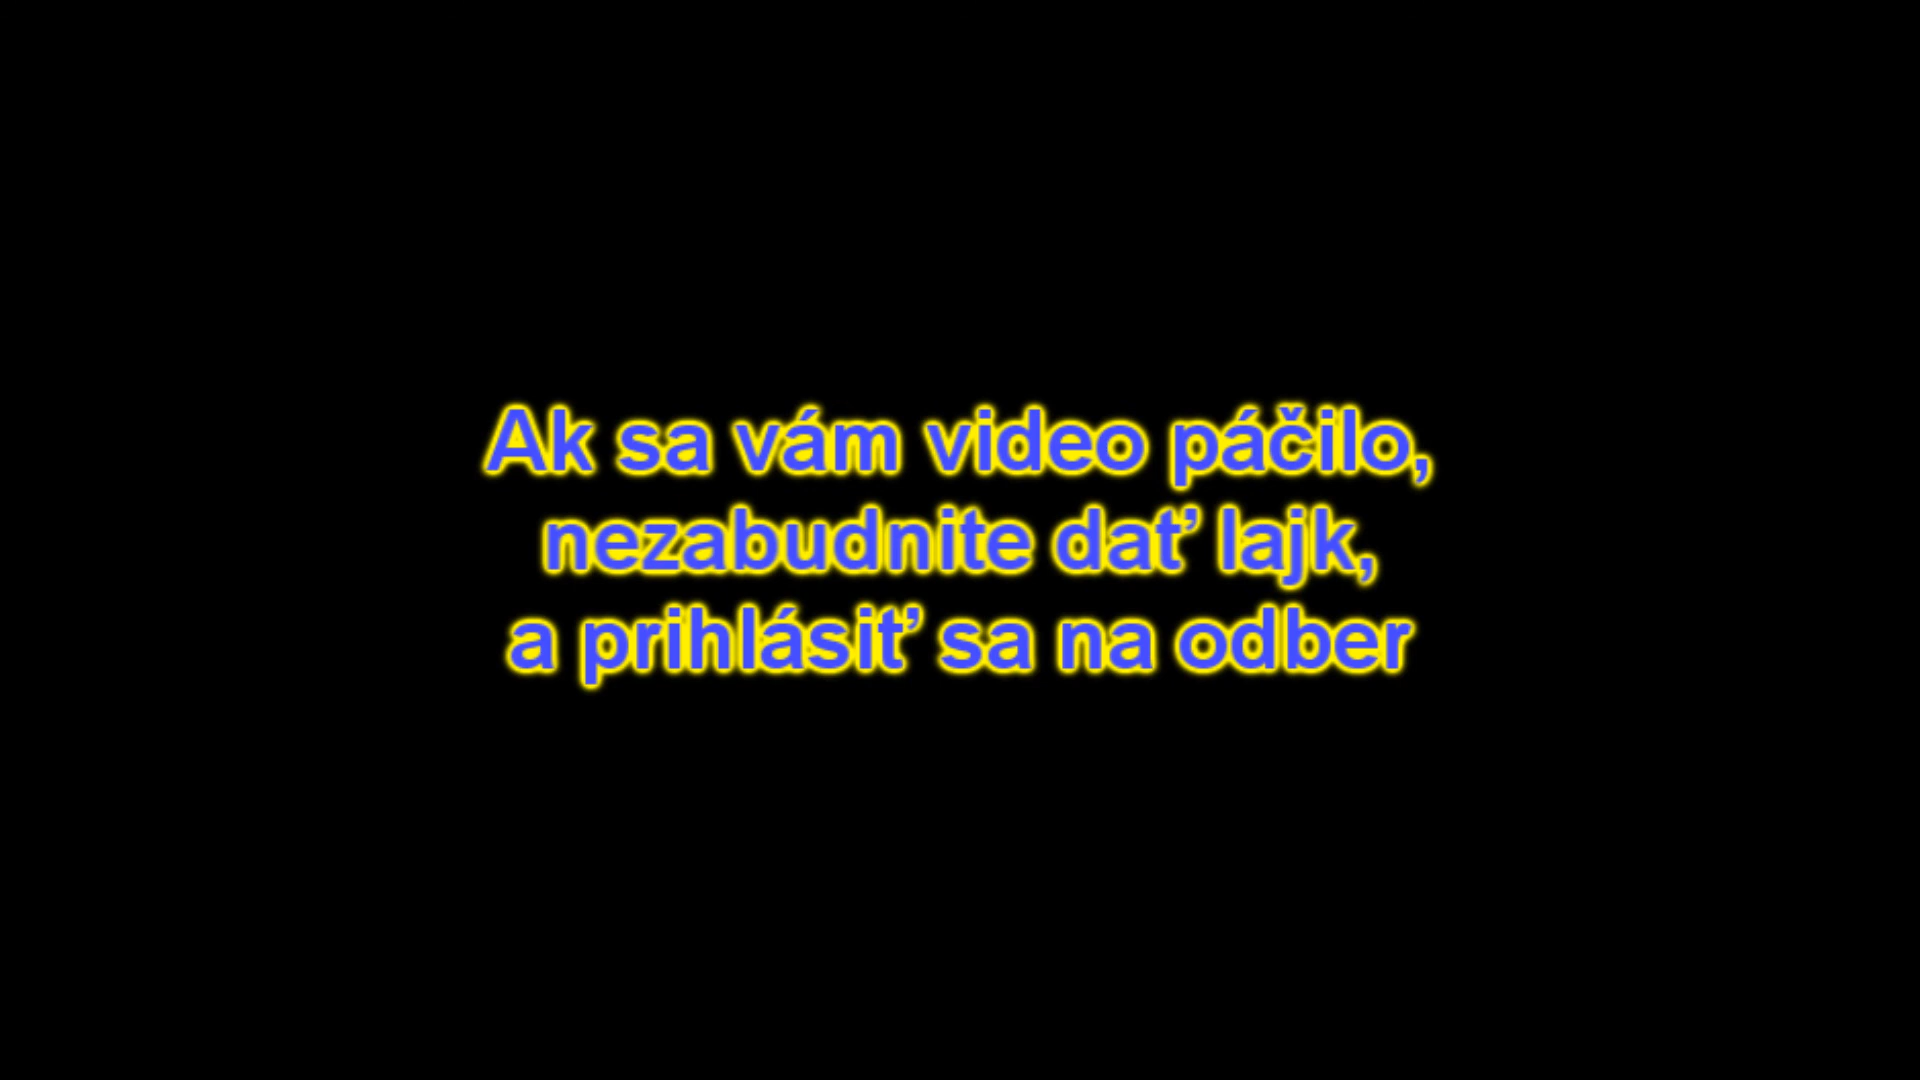 Ak sa vám video páčilo,
nezabudnite dať lajk,
a prihlásiť sa na odber